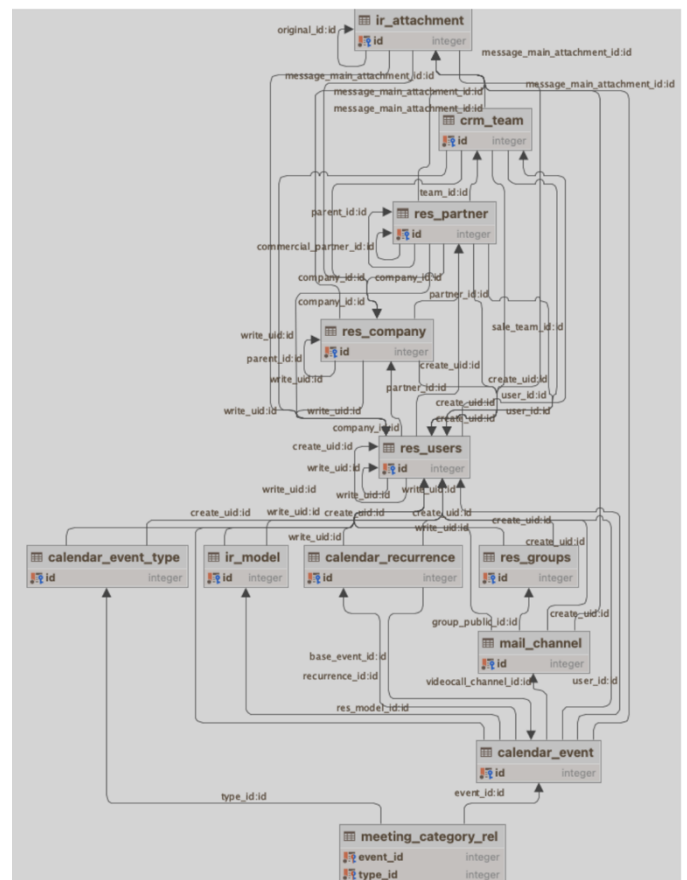 ir_attachment
original_id:id
id integer
message_main_attachment_id:id
message_main_attachment_id:id
message_main_attachment_id:id
message_main_attachment_id:id
message_main_attachment_id:id
crm_team
id integer
team_id:id
parent_id:id
res_partner
id integer
commercial_partner_id:id
company_id:id company_id:id
partner_id:id
company_id:id
res_company
sale_team_id:id
write_uid:id
id integer
parent_id:id
create_uid:id
write_uid:id
create_uid:id
partner_id:id
user_id:id
create_uid:id
write_uid:id write_uid:id
user_id:id
create_uid:id
company_id:id
res_users
create_uid:id
write_uid:id
id integer
write_uid:id
write_uid:id
write_uid:id
create_uid:id write_uid:id create_uid:id create_uid:id
create_uid:id
write_uid:id
write_uid:id
create_uid:id
calendar_event_type
id integer
ir_model
id integer
calendar_recurrence
id integer
res_groups
id integer
create_uid:id
group_public_id:id
mail_channel
id integer
base_event_id:id
recurrence_id:id
videocall_channel_id:id
user_id:id
res_model_id:id
calendar_event
id integer
type_id:id
event_id:id
meeting_category_rel
event_id integer
type_id integer